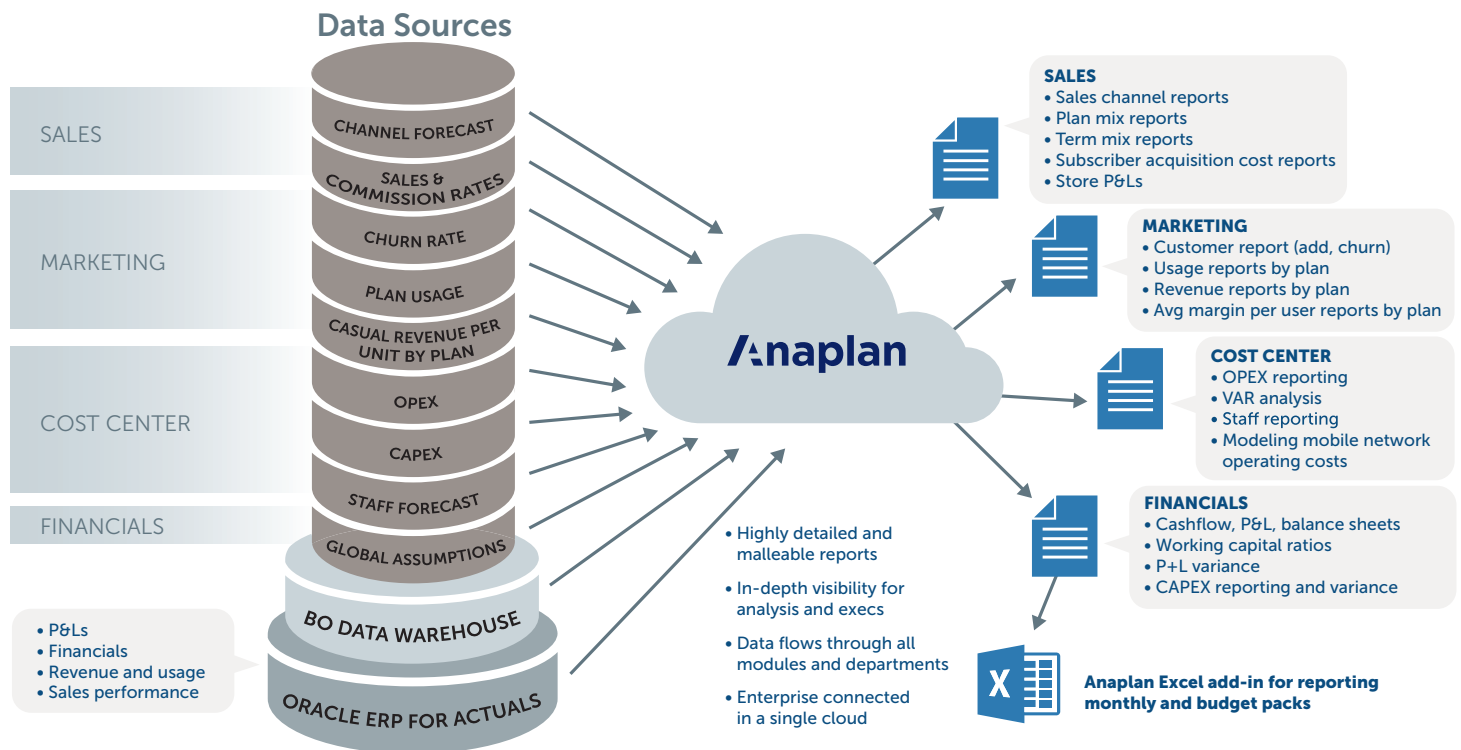 Data Sources
SALES
MARKETING
COST CENTER
FINANCIALS
CHANNEL FORECAST
SALES &
COMMISSION RATES
CHURN RATE
PLAN USAGE
CASUAL REVENUE PER
UNIT BY PLAN
OPEX
CAPEX
STAFF FORECAST
GLOBAL ASSUMPTIONS
BO DATA WAREHOUSE
ORACLE ERP FOR ACTUALS
• P&Ls
• Financials
• Revenue and usage
• Sales performance
Anaplan
• Highly detailed and
malleable reports
• In-depth visibility for
analysis and execs
• Data flows through all
modules and departments
• Enterprise connected
in a single cloud
SALES
• Sales channel reports
• Plan mix reports
• Term mix reports
• Subscriber acquisition cost reports
• Store P&Ls
MARKETING
• Customer report (add, churn)
• Usage reports by plan
• Revenue reports by plan
• Avg margin per user reports by plan
COST CENTER
• OPEX reporting
• VAR analysis
• Staff reporting
• Modeling mobile network
operating costs
FINANCIALS
• Cashflow, P&L, balance sheets
• Working capital ratios
• P+L variance
• CAPEX reporting and variance
X
Anaplan Excel add-in for reporting
monthly and budget packs